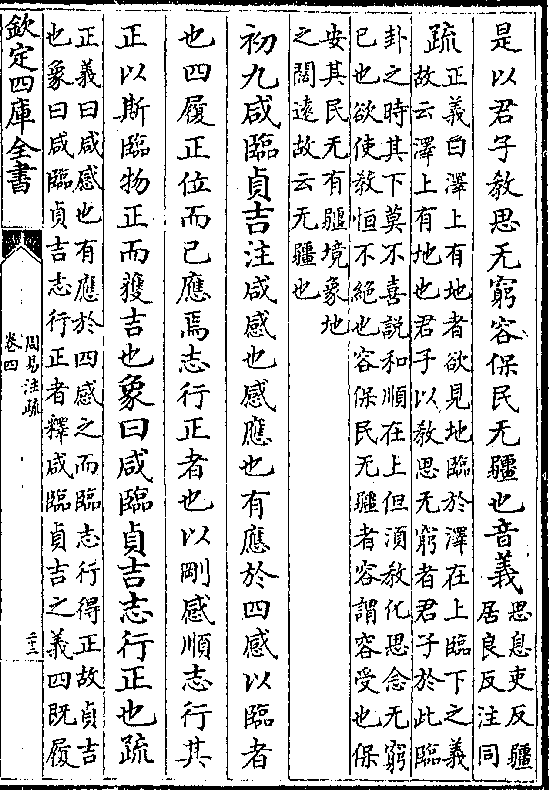 是以君子教思无窮容保民无疆也音義思息吏反疆
居良反注同
疏正義曰澤上有地者欲見地臨於澤在上臨下之義
故云澤上有地也君子以教思无窮者君子於此臨
卦之時其下莫不喜説和順在上但須教化思念无窮
已也欲使教恒不絶也容保民无疆者容謂容受也保
安其民无有疆境象地
之闊遠故云无疆也
初九咸臨貞吉注咸感也感應也有應於四感以臨者
也四履正位而已應焉志行正者也以剛感順志行其
正以斯臨物正而獲吉也象曰咸臨貞吉志行正也疏
正義曰咸感也有應於四感之而臨志行得正故貞吉
也象曰咸臨貞吉志行正者釋咸臨貞吉之義四既履
欽定四庫全書
周易注疏
卷四
二十三